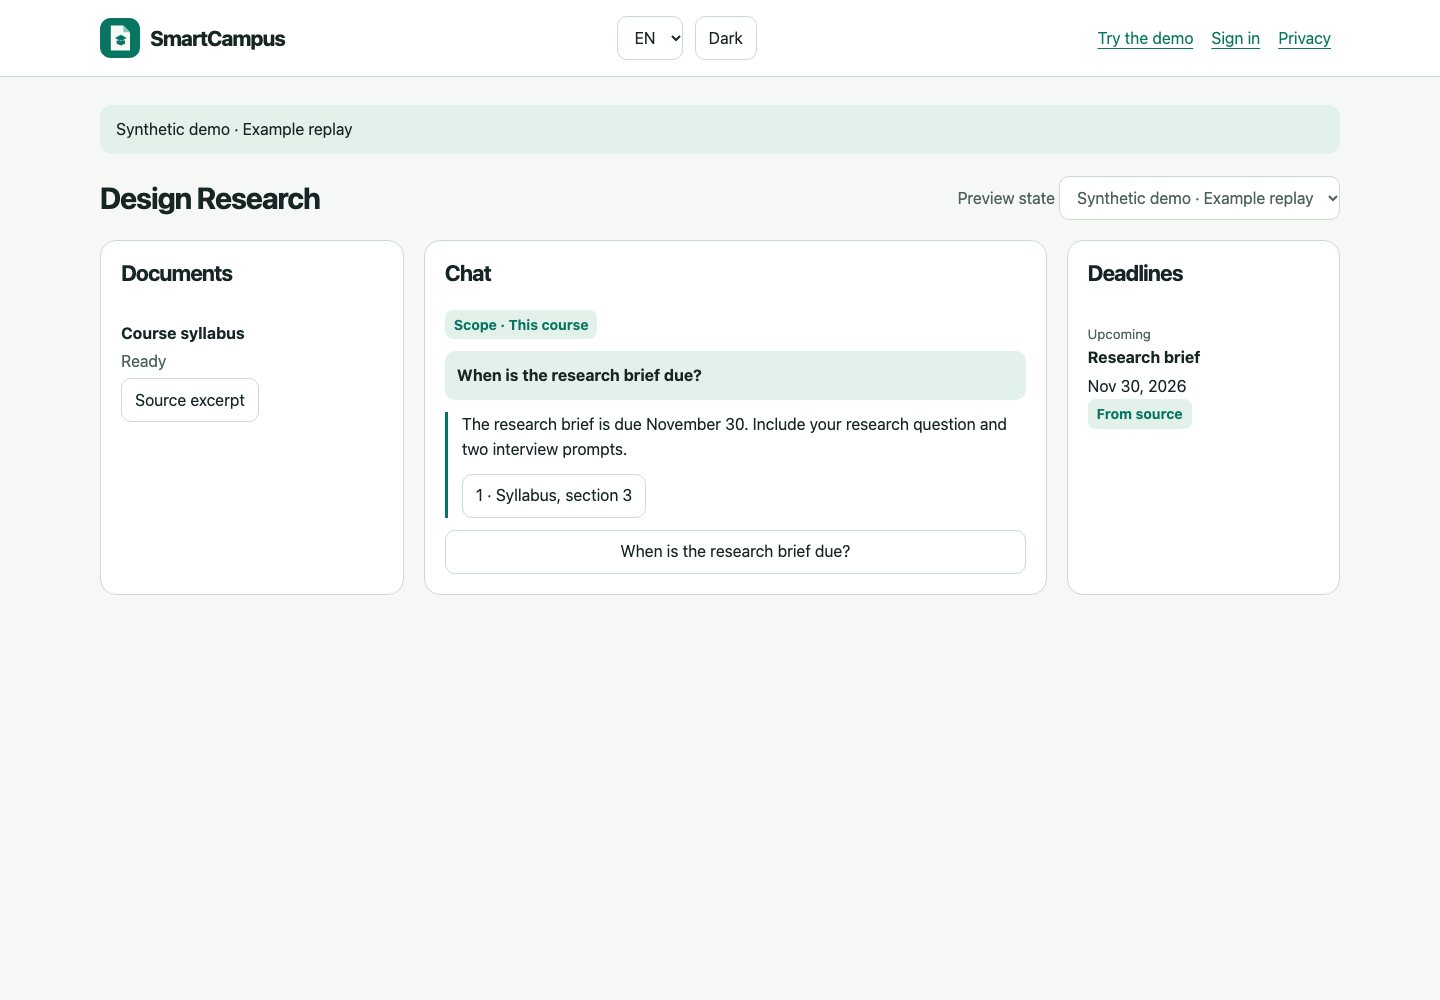 SmartCampus
EN
Dark
Try the demo
Sign in
Privacy
Synthetic demo · Example replay
Design Research
Preview state
Synthetic demo · Example replay
Documents
Course syllabus
Ready
Source excerpt
Chat
Scope · This course
When is the research brief due?
The research brief is due November 30. Include your research question and
two interview prompts.
1 · Syllabus, section 3
When is the research brief due?
Deadlines
Upcoming
Research brief
Nov 30, 2026
From source